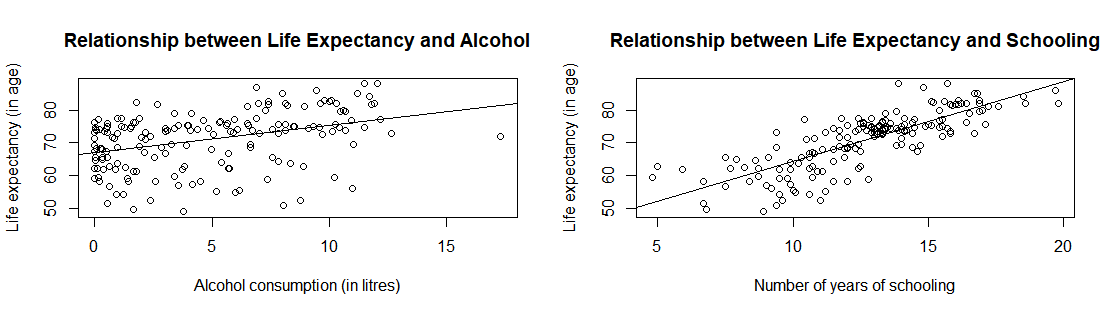 Relationship between Life Expectancy and Alcohol
Life expectancy (in age)
80
70
60
50
0
5
10
15
Alcohol consumption (in litres)
Relationship between Life Expectancy and Schooling
Life expectancy (in age)
80
70
60
50
5
10
15
20
Number of years of schooling